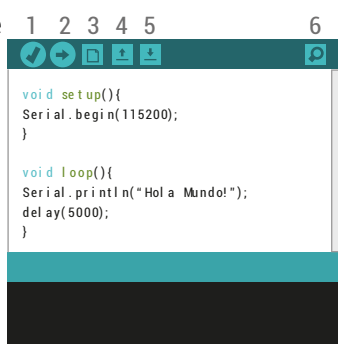 e 1 2 3 4 5 6
void setup(){
Serial.begin(115200);
}
void loop(){
Serial.println("Hola Mundo!");
delay(5000);
}